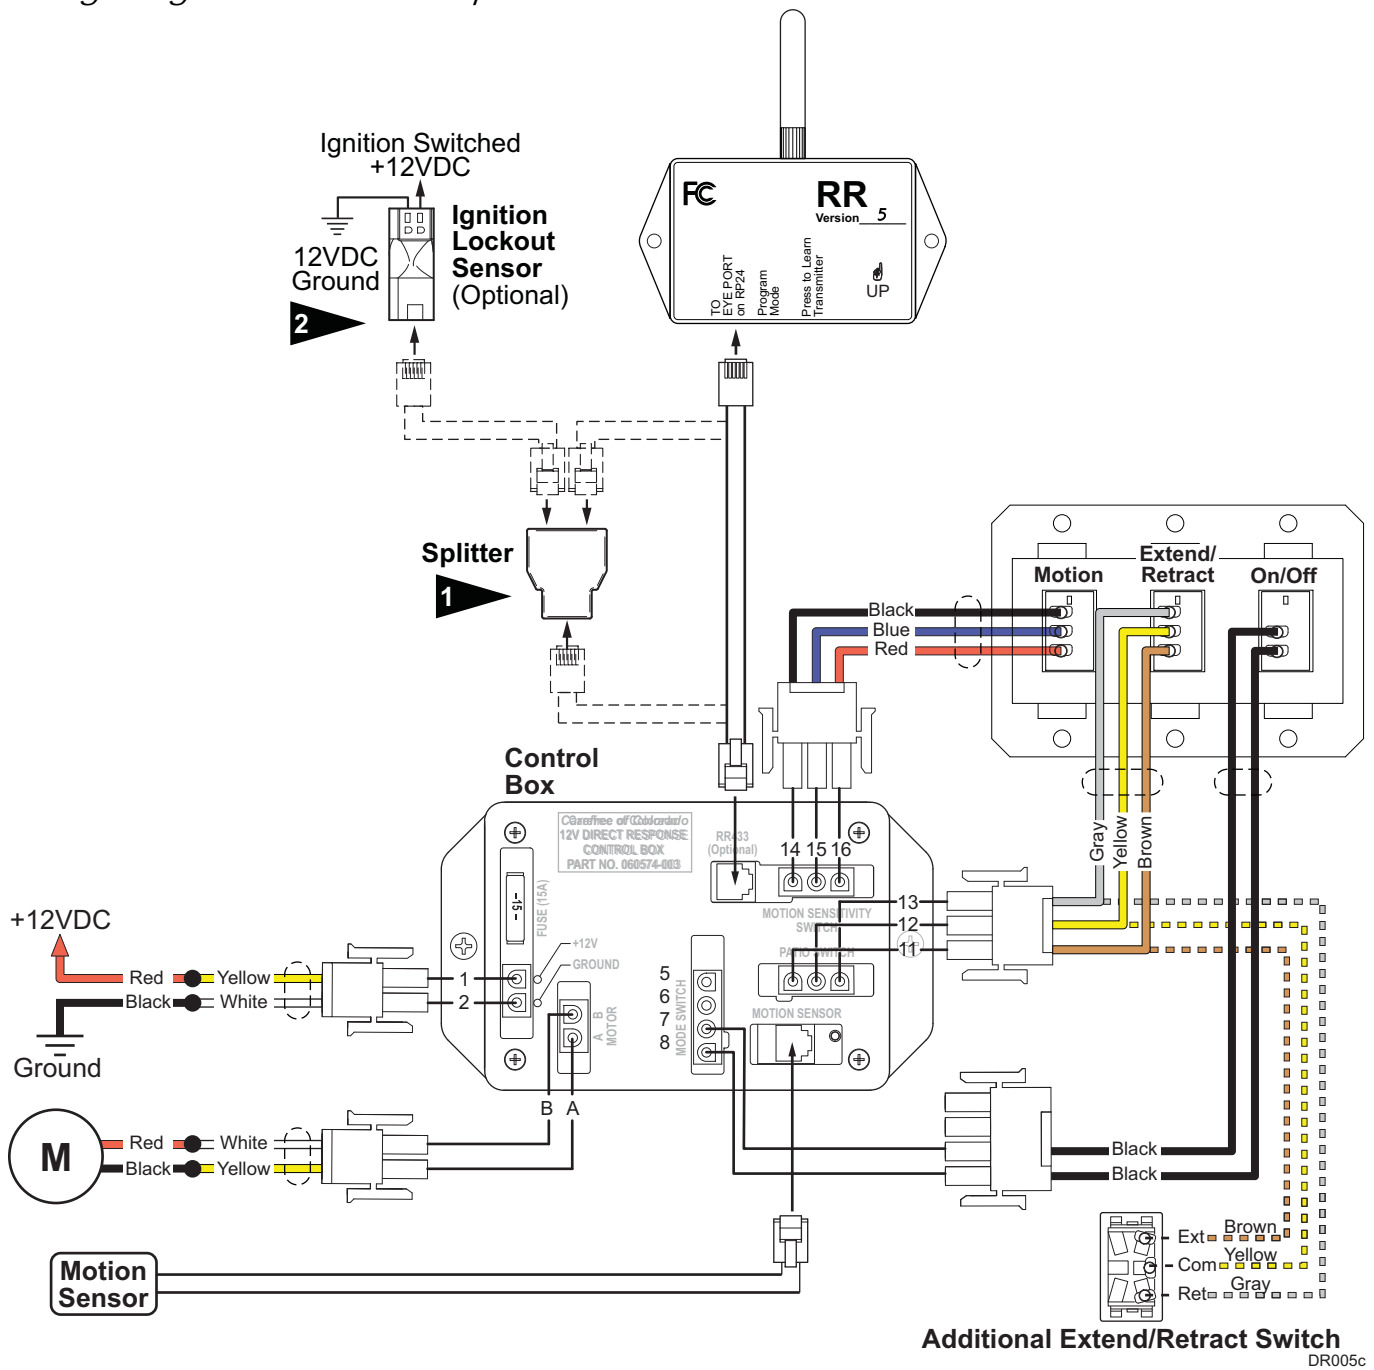 Ignition Switched
+12VDC
12VDC
Ground
Ignition
Lockout
Sensor
(Optional)
2
FC
RR
Version 5
TO
EYE PORT
on RP24
Program
Mode
Press to Learn
Transmitter
UP
Splitter
1
Motion
Extend/
Retract
On/Off
Black
Blue
Red
Gray
Yellow
Brown
Control
Box
Carefree of Colorado
12V DIRECT RESPONSE
CONTROL BOX
PART NO. 060574-003
RR433
(Optional)
14 15 16
-15-
FUSE (15A)
MOTION SENSITIVITY
SWITCH
13
12
11
PATIO SWITCH
+12V
GROUND
1
2
5
6
7
8
MODE SWITCH
A B
MOTOR
MOTION SENSOR
+12VDC
Red Yellow
Black White
Ground
B A
M
Red White
Black Yellow
Black
Black
Motion
Sensor
Ext Brown
Com Yellow
Ret Gray
Additional Extend/Retract Switch
DR005c